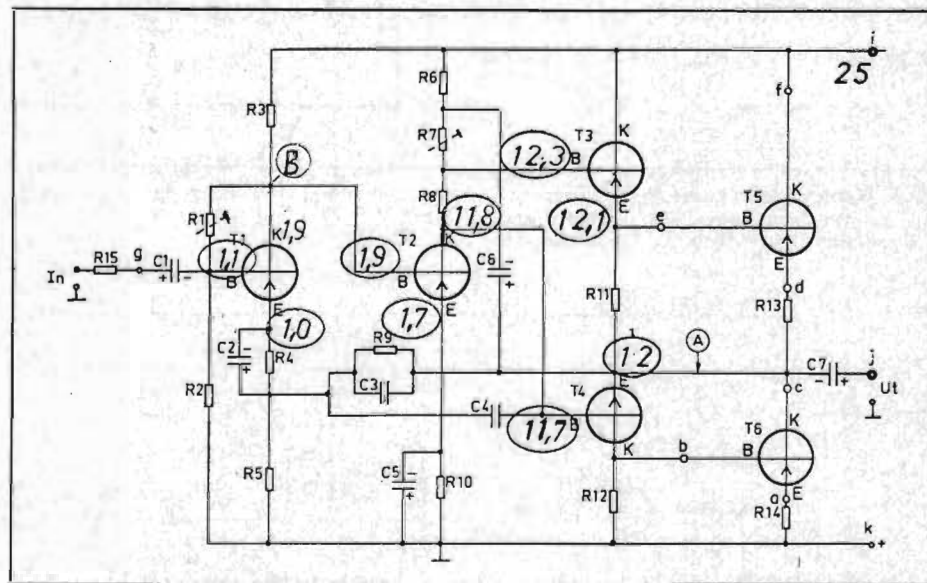 j
25
f
R6
R3
K
R7
T3
12,3
B
B
K
R8
E
T5
R1
1,9
11,8
12,1
e
B
T1
K
K
1,1
1,9
T2
C6
E
g
In
R15
C1
B
B
d
R11
R13
E
E
1,0
1,7
R9
12
A
C7
C2
R4
j
E
c
Ut
R2
C3
T4
C4
11,7
B
K
T6
K
b
B
R5
C5
R10
R12
a
E
R14
k
+